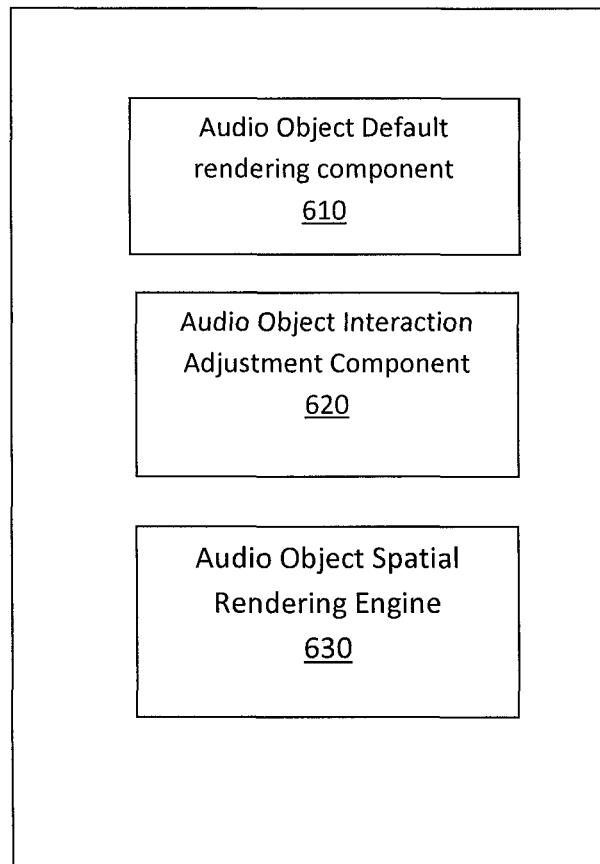 Audio Object Default
rendering component
610
Audio Object Interaction
Adjustment Component
620
Audio Object Spatial
Rendering Engine
630